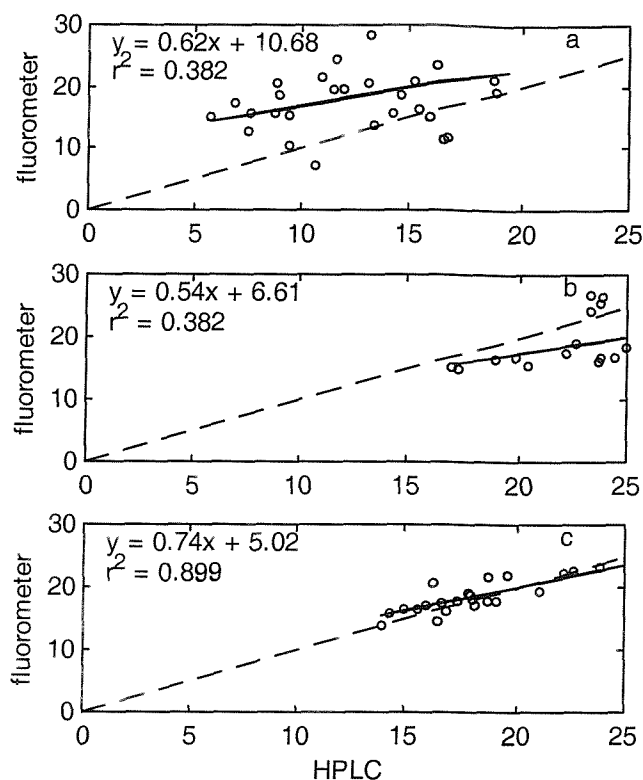 30
20
10
0
fluorometer
y = 0.62x + 10.68
r² = 0.382
a
0 5 10 15 20 25
30
20
10
0
fluorometer
y = 0.54x + 6.61
r² = 0.382
b
0 5 10 15 20 25
30
20
10
0
fluorometer
y = 0.74x + 5.02
r² = 0.899
c
0 5 10 15 20 25
HPLC